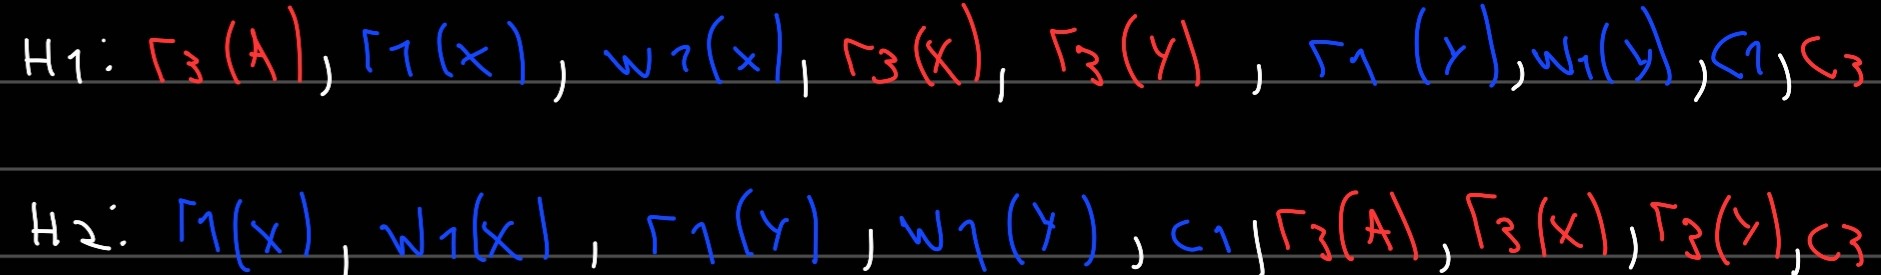 H1: r3(A), r1(X), w1(X), r3(X), r3(Y), r1(Y), w1(Y), C1, C3
H2: r1(X), w1(X), r1(Y), w1(Y), C1, r3(A), r3(X), r3(Y), C3